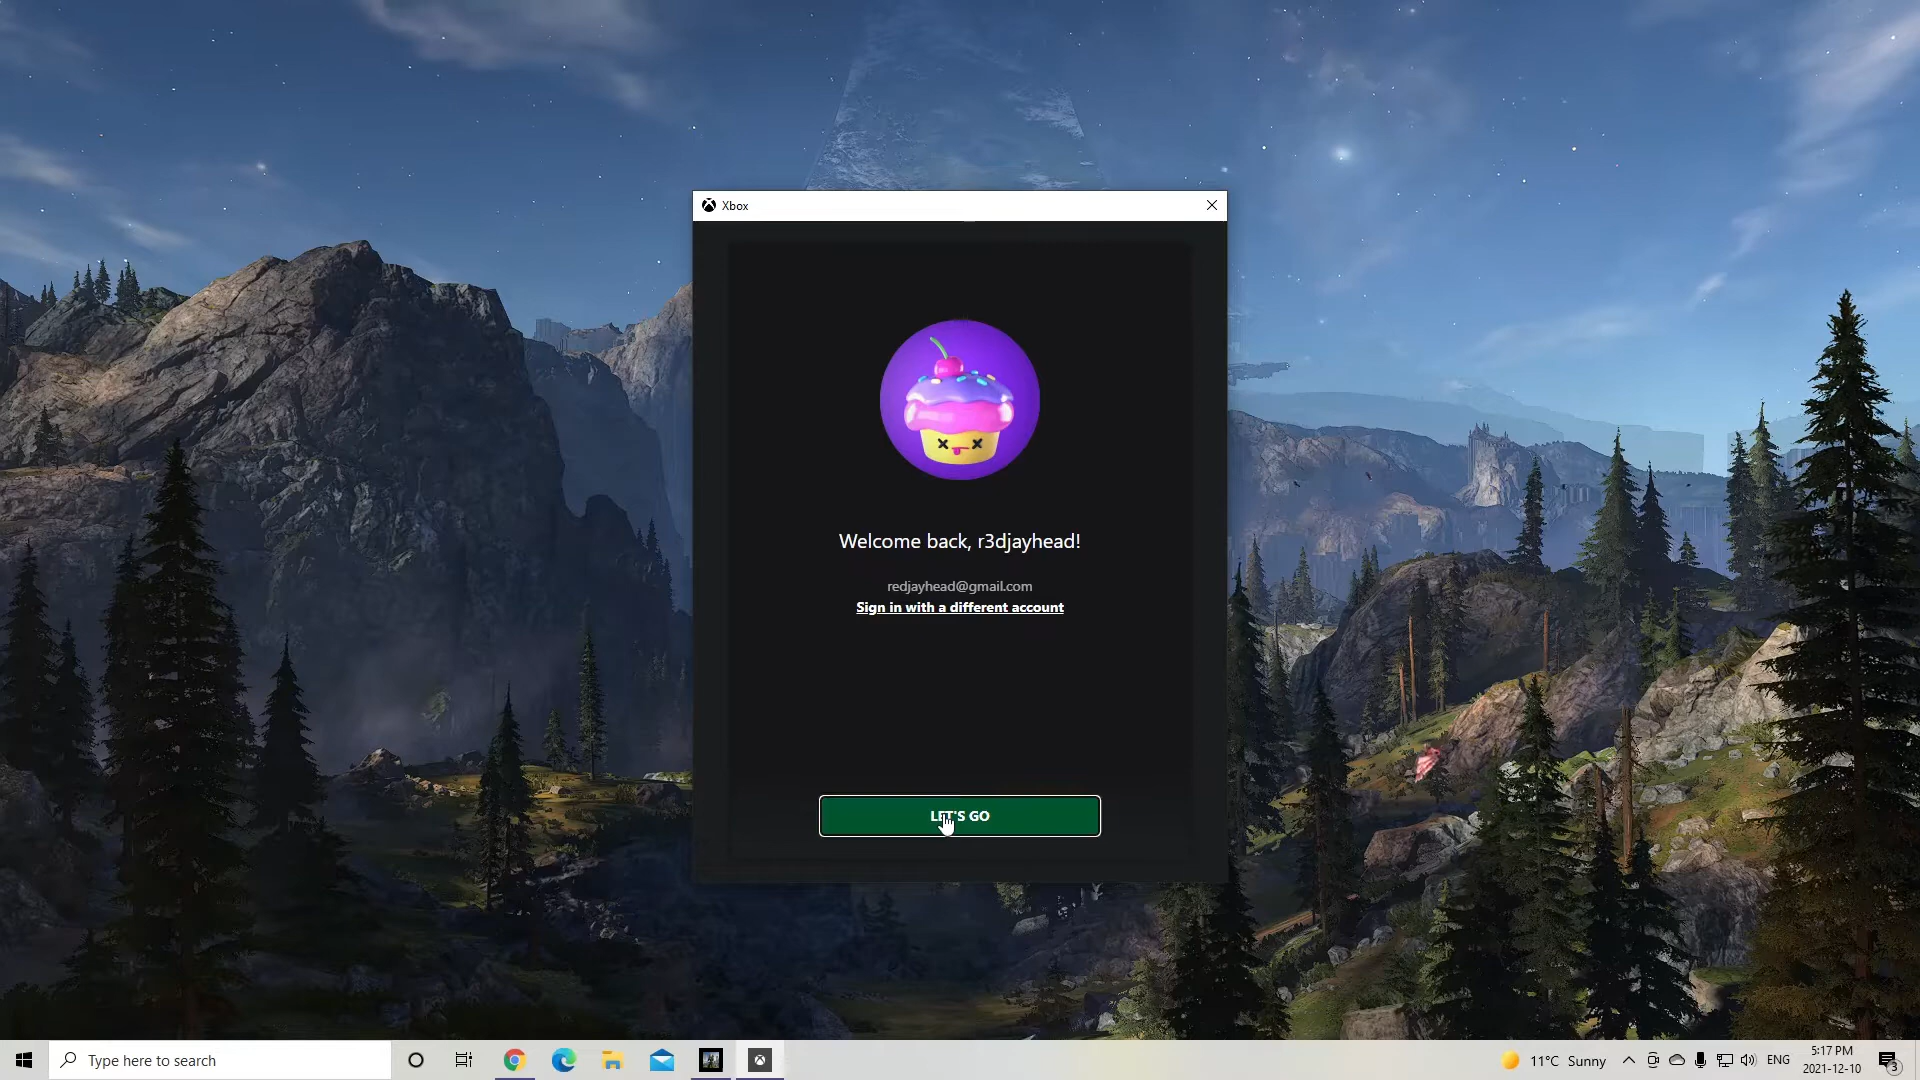 Xbox
Welcome back, r3djayhead!
redjayhead@gmail.com
Sign in with a different account
LET'S GO
Type here to search
11°C Sunny
ENG
5:17 PM
2021-12-10
3